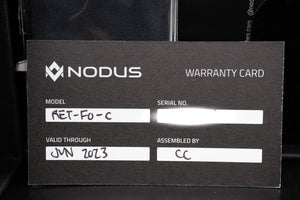 NODUS WARRANTY CARD
MODEL SERIAL NO.
RET-FO-C
VALID THROUGH ASSEMBLED BY
JUN 2023 CC